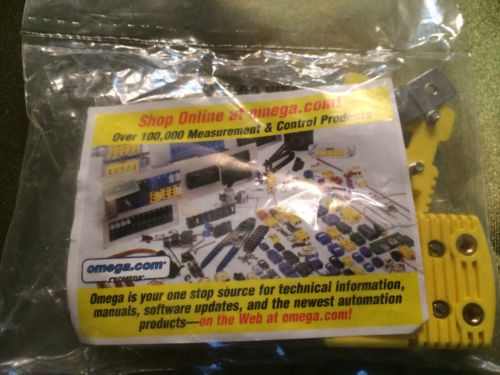 Shop Online at omega.com!
Over 100,000 Measurement & Control Products
omega.com®
Omega is your one stop source for technical information,
manuals, software updates, and the newest automation
products—on the Web at omega.com!